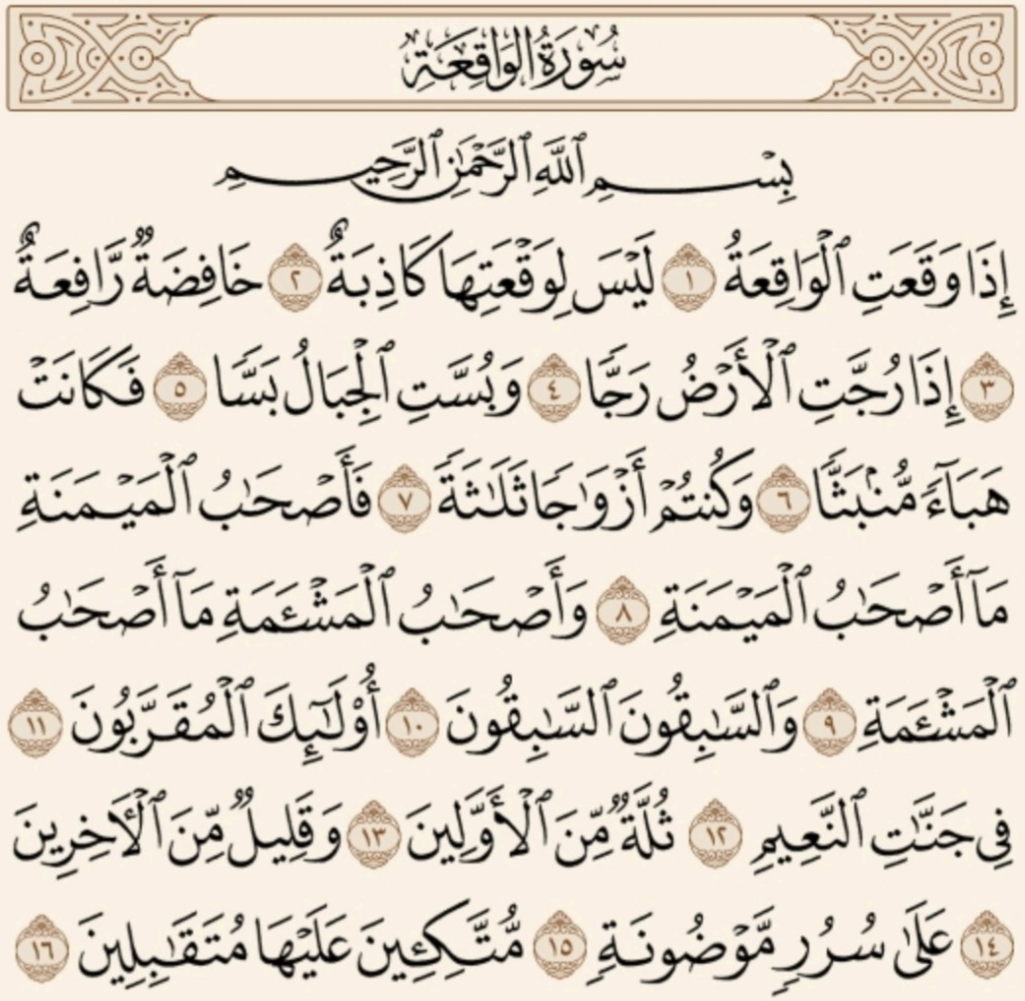 سُورَةُ الوَاقِعَةِ
بِسْمِ ٱللَّهِ ٱلرَّحْمَٰنِ ٱلرَّحِيمِ
إِذَا وَقَعَتِ ٱلْوَاقِعَةُ ١ لَيْسَ لِوَقْعَتِهَا كَاذِبَةٌ ٢ خَافِضَةٌ رَّافِعَةٌ
٣ إِذَا رُجَّتِ ٱلْأَرْضُ رَجًّا ٤ وَبُسَّتِ ٱلْجِبَالُ بَسًّا ٥ فَكَانَتْ
هَبَآءً مُّنۢبَثًّا ٦ وَكُنتُمْ أَزْوَٰجًا ثَلَٰثَةً ٧ فَأَصْحَٰبُ ٱلْمَيْمَنَةِ
مَآ أَصْحَٰبُ ٱلْمَيْمَنَةِ ٨ وَأَصْحَٰبُ ٱلْمَشْـَٔمَةِ مَآ أَصْحَٰبُ
ٱلْمَشْـَٔمَةِ ٩ وَٱلسَّٰبِقُونَ ٱلسَّٰبِقُونَ ١٠ أُو۟لَٰٓئِكَ ٱلْمُقَرَّبُونَ ١١
فِى جَنَّٰتِ ٱلنَّعِيمِ ١٢ ثُلَّةٌ مِّنَ ٱلْأَوَّلِينَ ١٣ وَقَلِيلٌ مِّنَ ٱلْـَٔاخِرِينَ
١٤ عَلَىٰ سُرُرٍ مَّوْضُونَةٍ ١٥ مُّتَّكِـِٔينَ عَلَيْهَا مُتَقَٰبِلِينَ ١٦